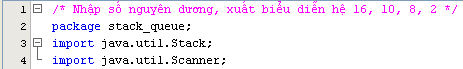 1 /* Nhập số nguyên dương, xuất biểu diễn hệ 16, 10, 8, 2 */
2 package stack_queue;
3 import java.util.Stack;
4 import java.util.Scanner;